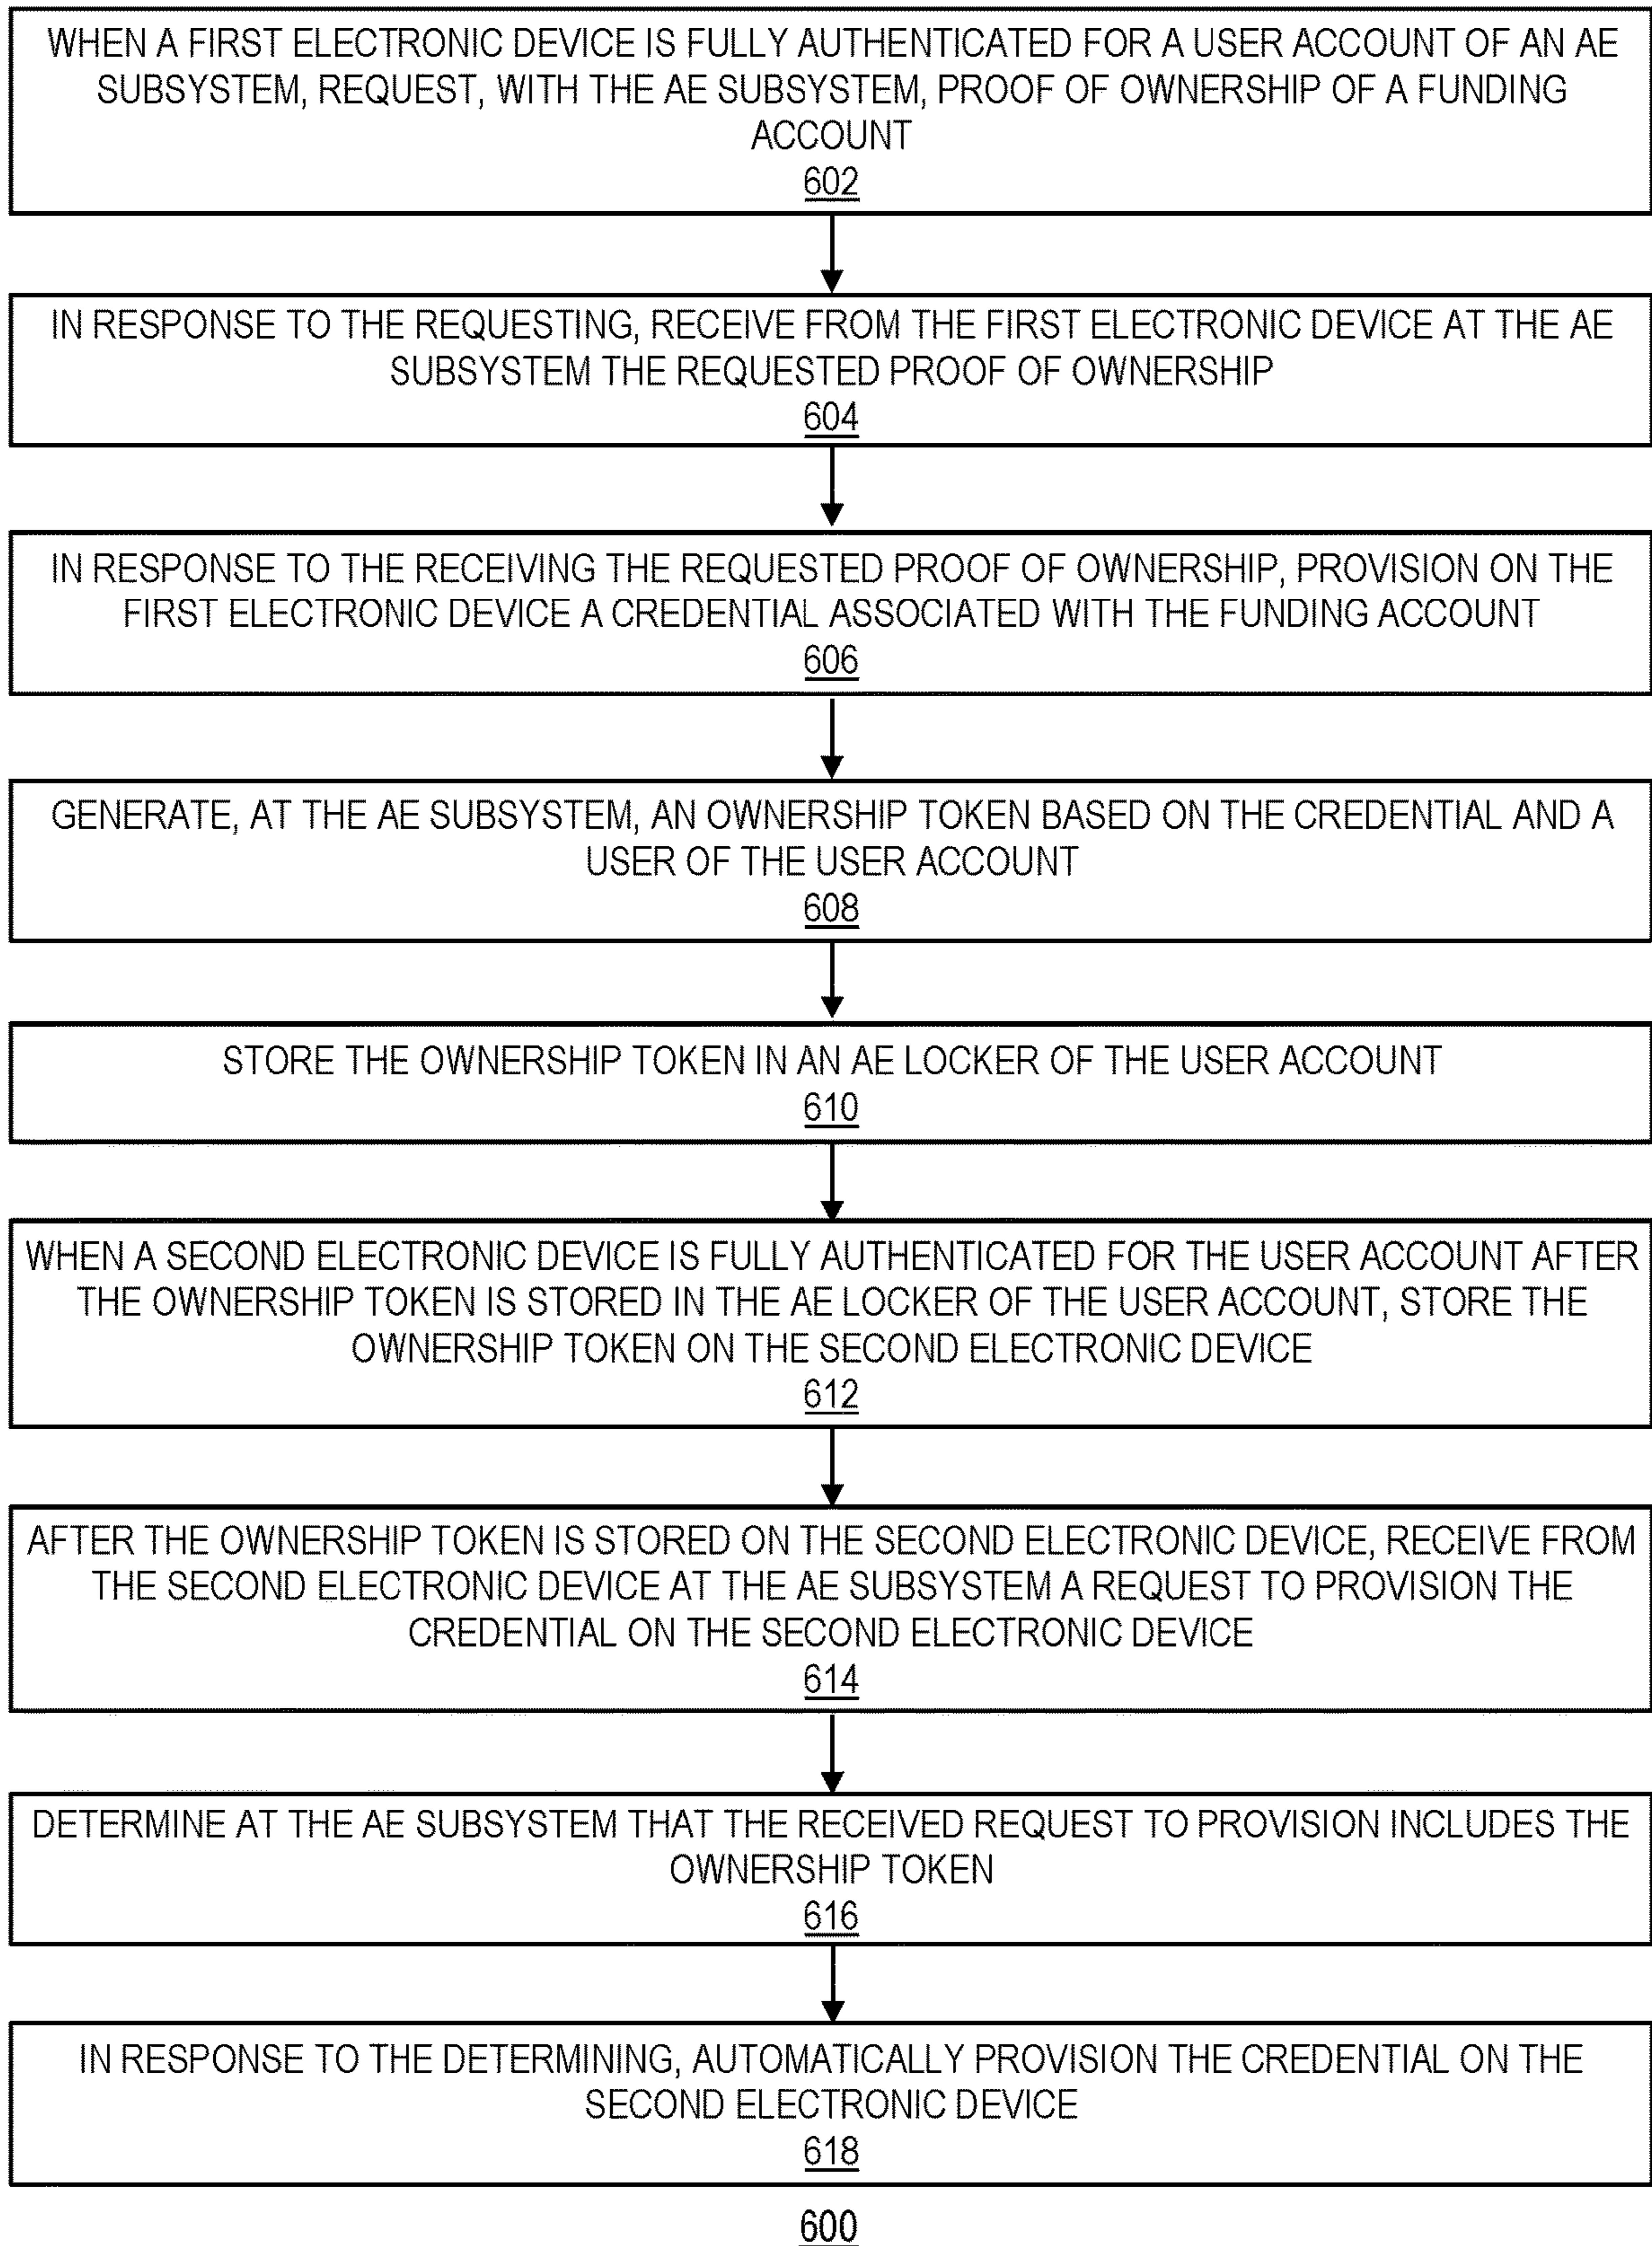 WHEN A FIRST ELECTRONIC DEVICE IS FULLY AUTHENTICATED FOR A USER ACCOUNT OF AN AE
SUBSYSTEM, REQUEST, WITH THE AE SUBSYSTEM, PROOF OF OWNERSHIP OF A FUNDING
ACCOUNT
602
IN RESPONSE TO THE REQUESTING, RECEIVE FROM THE FIRST ELECTRONIC DEVICE AT THE AE
SUBSYSTEM THE REQUESTED PROOF OF OWNERSHIP
604
IN RESPONSE TO THE RECEIVING THE REQUESTED PROOF OF OWNERSHIP, PROVISION ON THE
FIRST ELECTRONIC DEVICE A CREDENTIAL ASSOCIATED WITH THE FUNDING ACCOUNT
606
GENERATE, AT THE AE SUBSYSTEM, AN OWNERSHIP TOKEN BASED ON THE CREDENTIAL AND A
USER OF THE USER ACCOUNT
608
STORE THE OWNERSHIP TOKEN IN AN AE LOCKER OF THE USER ACCOUNT
610
WHEN A SECOND ELECTRONIC DEVICE IS FULLY AUTHENTICATED FOR THE USER ACCOUNT AFTER
THE OWNERSHIP TOKEN IS STORED IN THE AE LOCKER OF THE USER ACCOUNT, STORE THE
OWNERSHIP TOKEN ON THE SECOND ELECTRONIC DEVICE
612
AFTER THE OWNERSHIP TOKEN IS STORED ON THE SECOND ELECTRONIC DEVICE, RECEIVE FROM
THE SECOND ELECTRONIC DEVICE AT THE AE SUBSYSTEM A REQUEST TO PROVISION THE
CREDENTIAL ON THE SECOND ELECTRONIC DEVICE
614
DETERMINE AT THE AE SUBSYSTEM THAT THE RECEIVED REQUEST TO PROVISION INCLUDES THE
OWNERSHIP TOKEN
616
IN RESPONSE TO THE DETERMINING, AUTOMATICALLY PROVISION THE CREDENTIAL ON THE
SECOND ELECTRONIC DEVICE
618
600